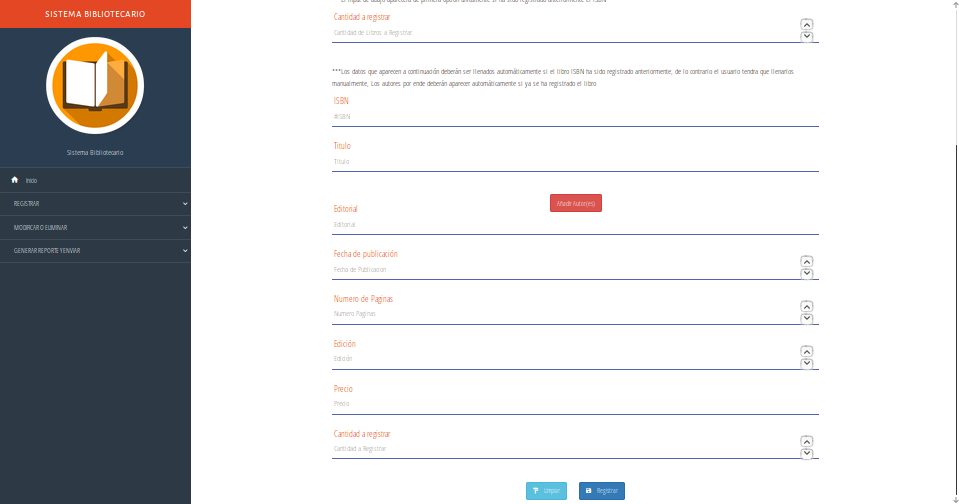 SISTEMA BIBLIOTECARIO
Sistema Bibliotecario
Inicio
REGISTRAR
MODIFICAR O ELIMINAR
GENERAR REPORTE Y ENVIAR
Cantidad a registrar
Cantidad de Libros a Registrar
***Los datos que aparecen a continuación deberán ser llenados automáticamente si el libro ISBN ha sido registrado anteriormente, de lo contrario el usuario tendra que llenarlos
manualmente, Los autores por ende deberán aparecer automáticamente si ya se ha registrado el libro
ISBN
#ISBN
Título
Título
Añadir Autor(es)
Editorial
Editorial
Fecha de publicación
Fecha de Publicacion
Numero de Paginas
Numero Paginas
Edición
Edición
Precio
Precio
Cantidad a registrar
Cantidad a Registrar
Limpiar
Registrar